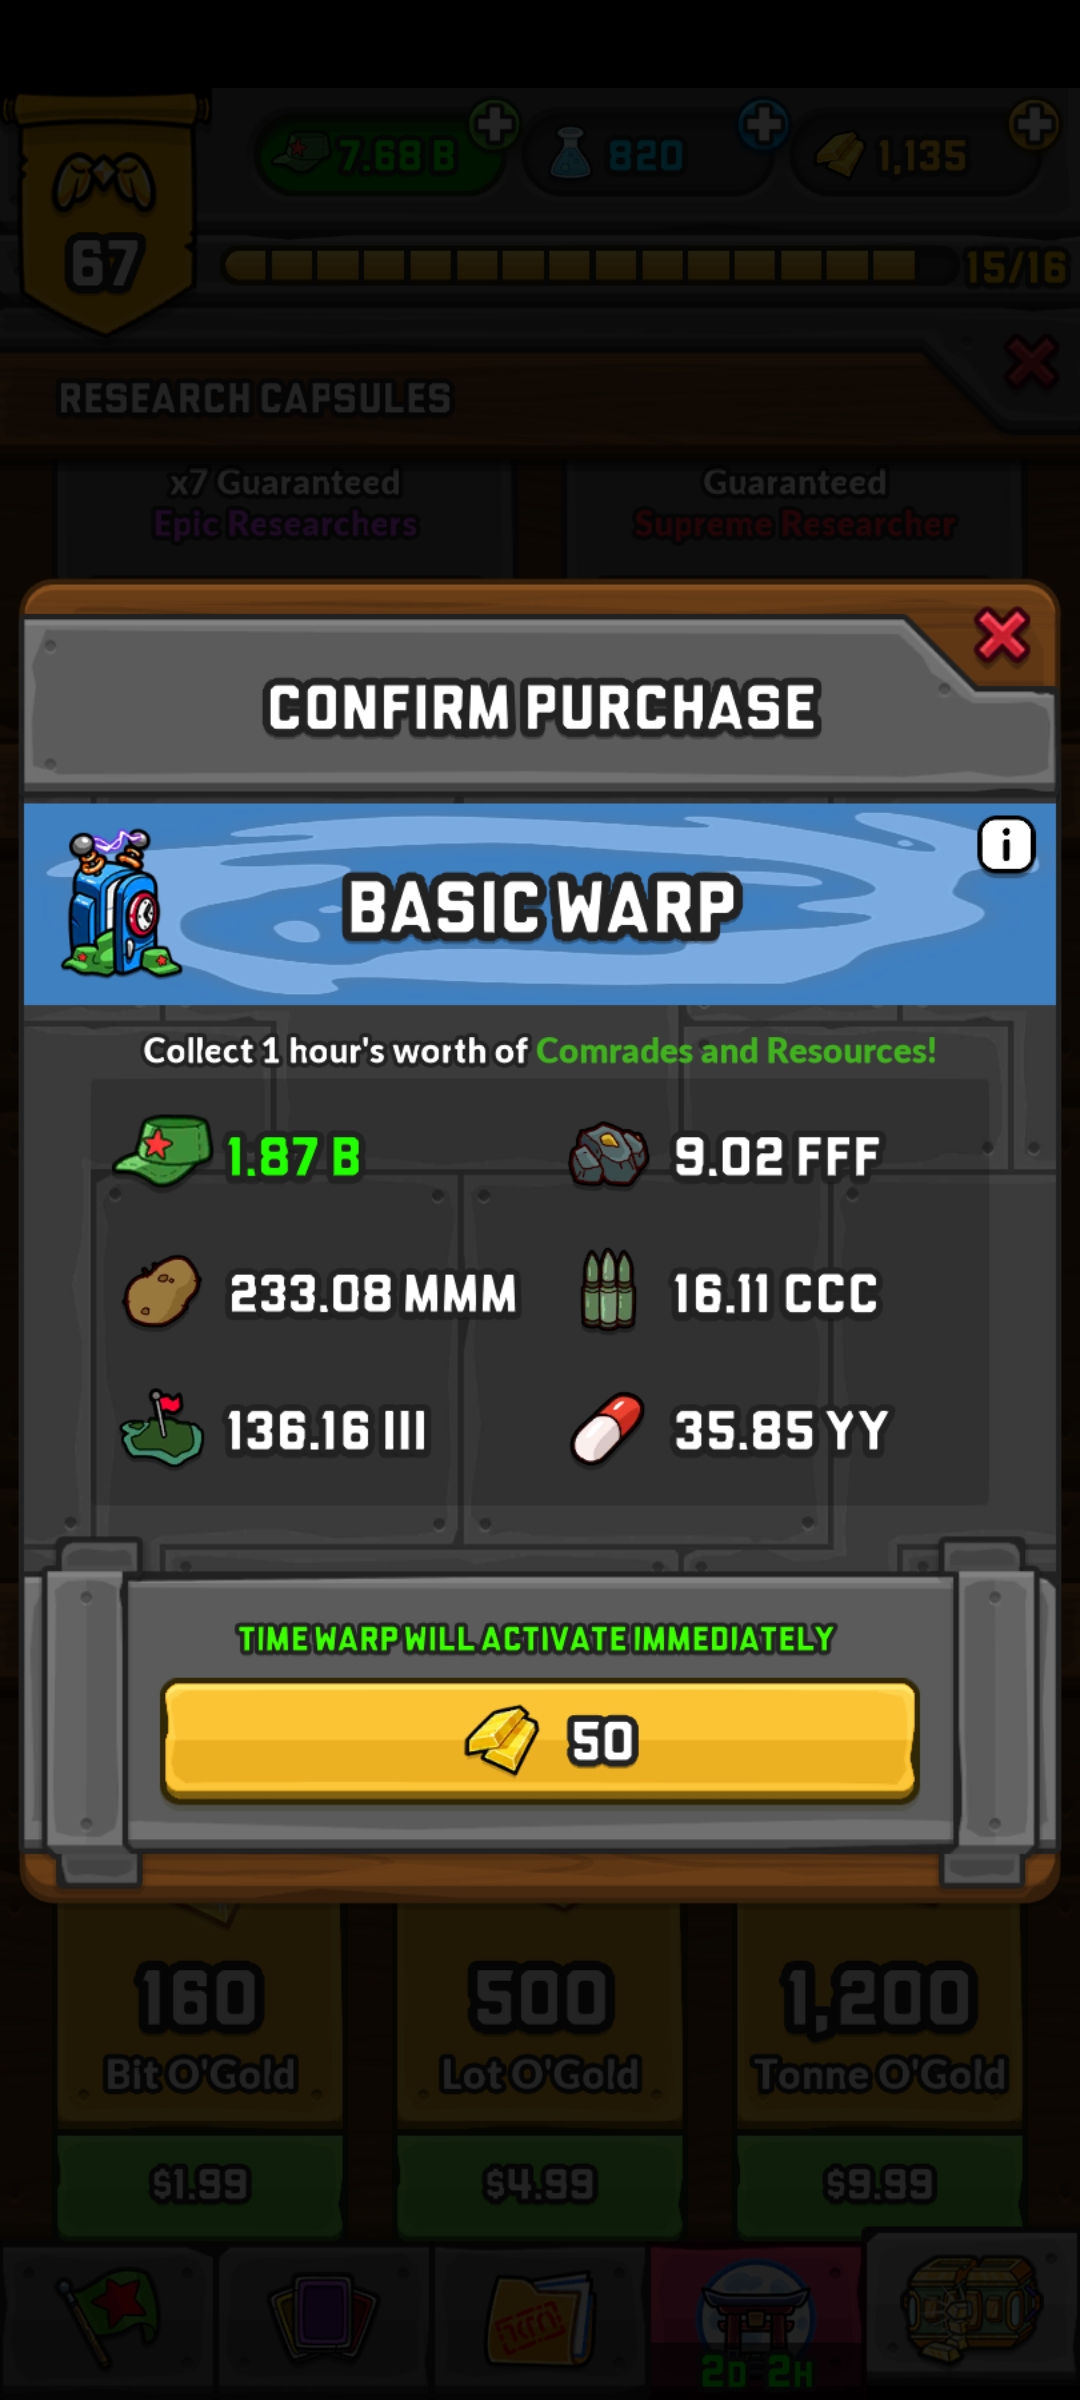 7.68 B
820
1,135
67
15/16
RESEARCH CAPSULES
x7 Guaranteed
Epic Researchers
Guaranteed
Supreme Researcher
CONFIRM PURCHASE
BASIC WARP
i
Collect 1 hour's worth of Comrades and Resources!
1.87 B
9.02 FFF
233.08 MMM
16.11 CCC
136.16 III
35.85 YY
TIME WARP WILL ACTIVATE IMMEDIATELY
50
160
500
1,200
Bit O'Gold
Lot O'Gold
Tonne O'Gold
$1.99
$4.99
$9.99
2D 2H